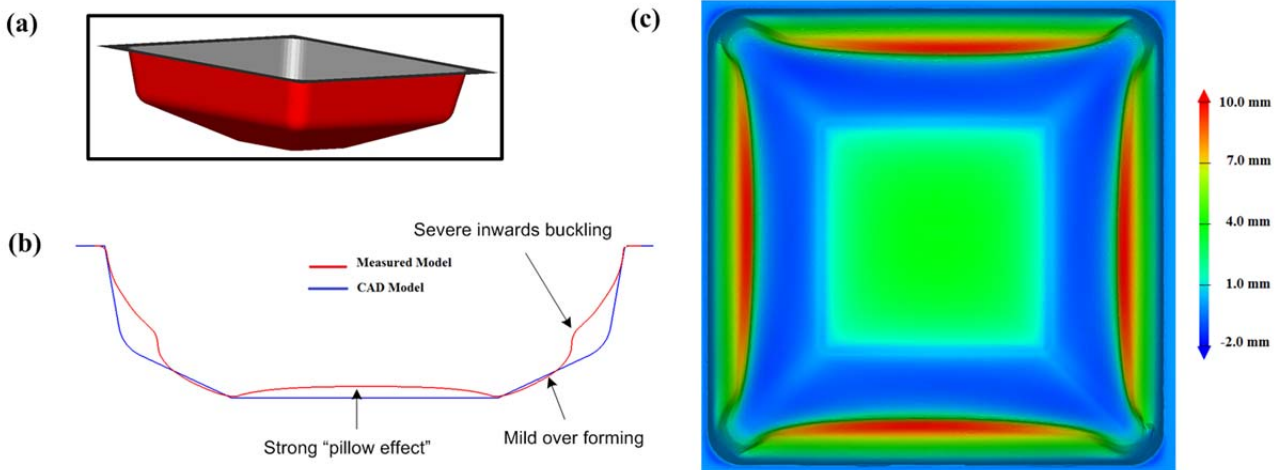 (a)
(b)
Severe inwards buckling
Measured Model
CAD Model
Strong “pillow effect”
Mild over forming
(c)
10.0 mm
7.0 mm
4.0 mm
1.0 mm
-2.0 mm